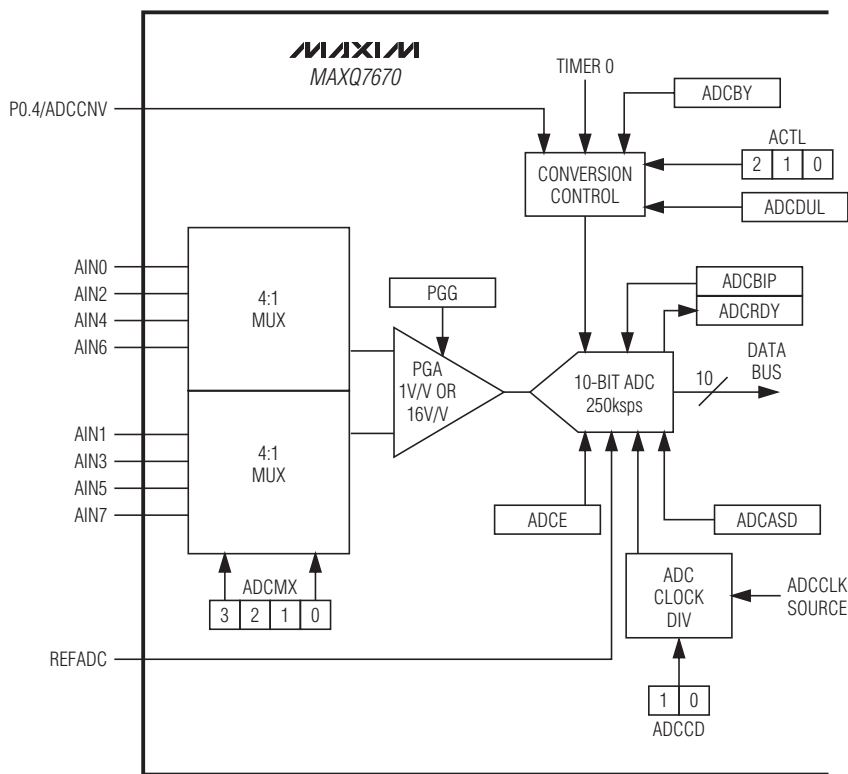 MAXIM
MAXQ7670
TIMER 0
P0.4/ADCCNV
ADCBY
ACTL
2 1 0
CONVERSION
CONTROL
ADCDUL
AIN0
AIN2
AIN4
AIN6
4:1
MUX
PGG
ADCBIP
ADCRDY
PGA
1V/V OR
16V/V
10-BIT ADC
250ksps
10
DATA
BUS
AIN1
AIN3
AIN5
AIN7
4:1
MUX
ADCE
ADCASD
ADCMX
3 2 1 0
ADC
CLOCK
DIV
ADCCLK
SOURCE
REFADC
1 0
ADCCD